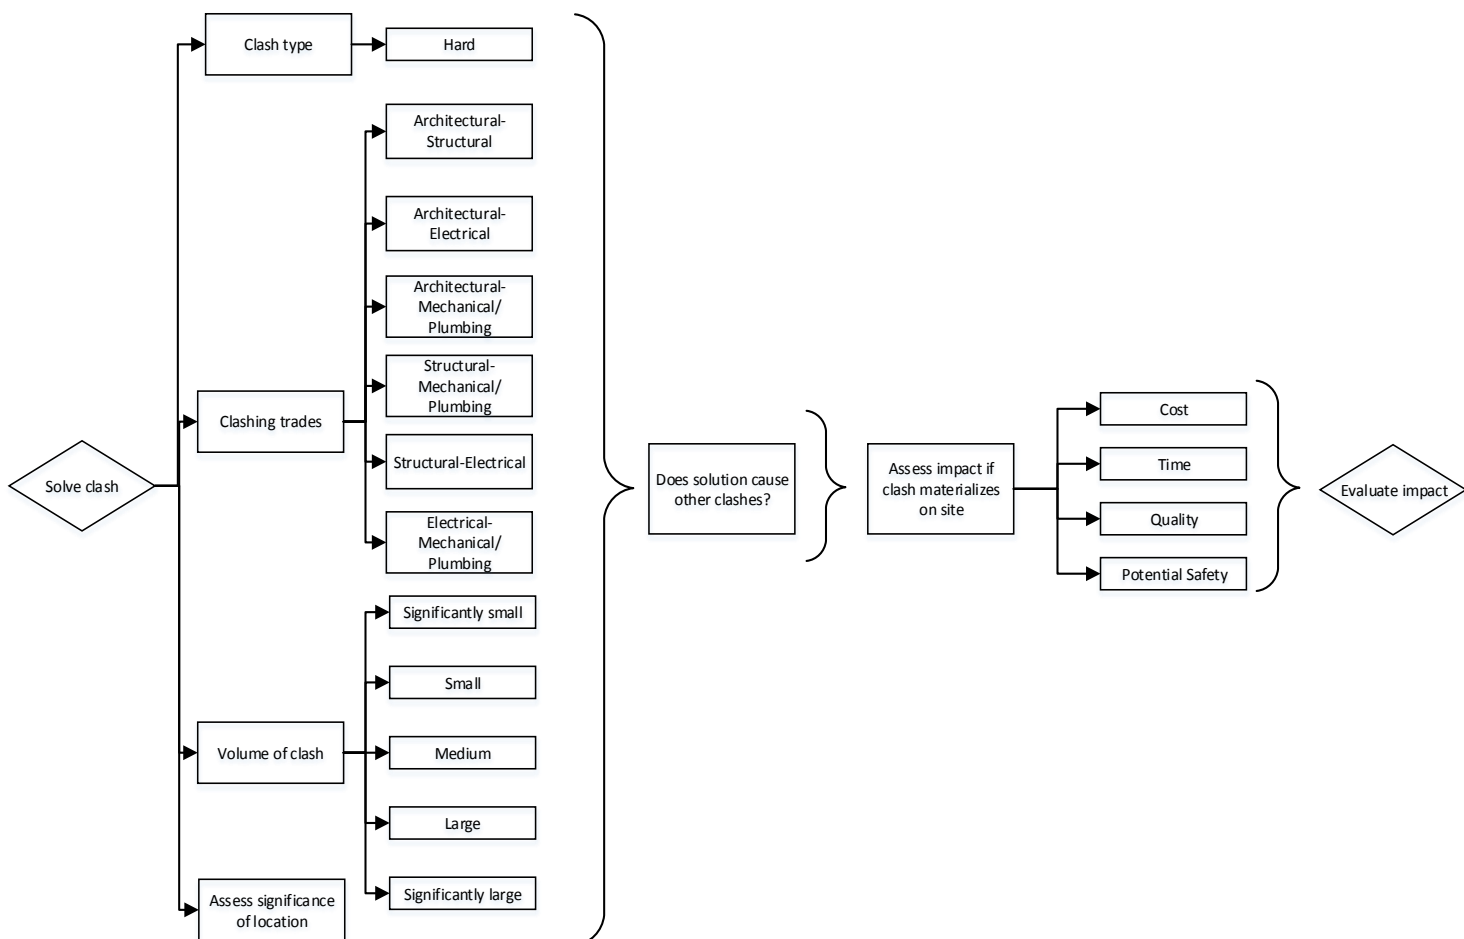 Clash type
Hard
Architectural-
Structural
Architectural-
Electrical
Architectural-
Mechanical/
Plumbing
Structural-
Mechanical/
Plumbing
Clashing trades
Structural-Electrical
Electrical-
Mechanical/
Plumbing
Solve clash
Significantly small
Small
Volume of clash
Medium
Large
Significantly large
Assess significance
of location
Does solution cause
other clashes?
Assess impact if
clash materializes
on site
Cost
Time
Quality
Potential Safety
Evaluate impact